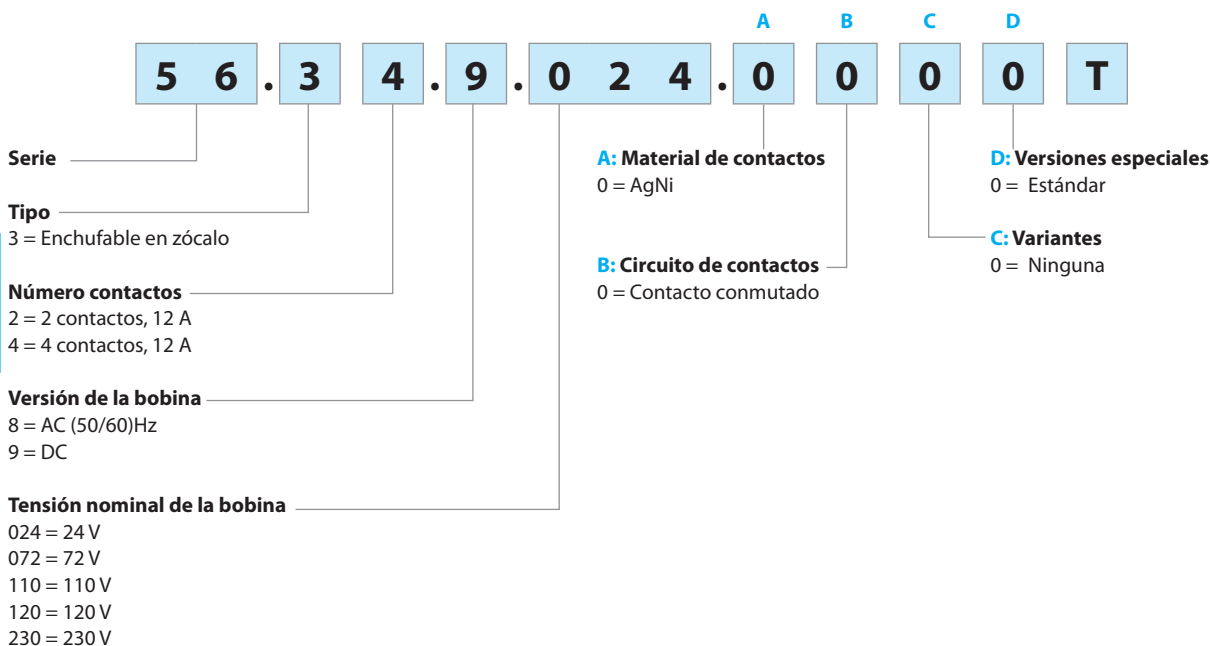 A B C D
5 6 . 3 4 . 9 . 0 2 4 . 0 0 0 0 T
Serie
Tipo
3 = Enchufable en zócalo
Número contactos
2 = 2 contactos, 12 A
4 = 4 contactos, 12 A
Versión de la bobina
8 = AC (50/60)Hz
9 = DC
Tensión nominal de la bobina
024 = 24 V
072 = 72 V
110 = 110 V
120 = 120 V
230 = 230 V
A: Material de contactos
0 = AgNi
B: Circuito de contactos
0 = Contacto conmutado
D: Versiones especiales
0 = Estándar
C: Variantes
0 = Ninguna